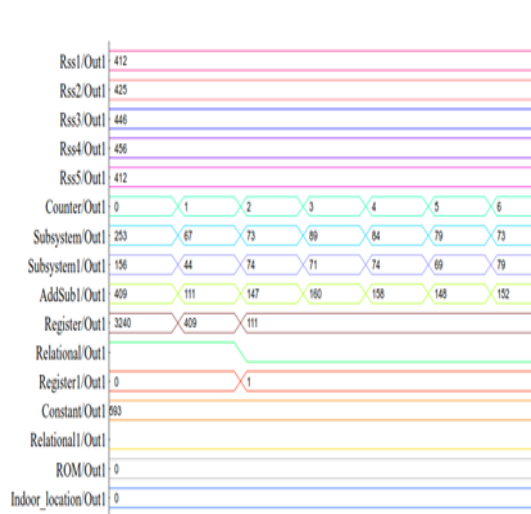 Rss1/Out1 412
Rss2/Out1 425
Rss3/Out1 446
Rss4/Out1 456
Rss5/Out1 412
Counter/Out1 0 1 2 3 4 5 6
Subsystem/Out1 253 67 73 89 84 79 73
Subsystem1/Out1 156 44 74 71 74 69 79
AddSub1/Out1 409 111 147 160 158 148 152
Register/Out1 3240 409 111
Relational/Out1
Register1/Out1 0 1
Constant/Out1 593
Relational1/Out1
ROM/Out1 0
Indoor_location/Out1 0